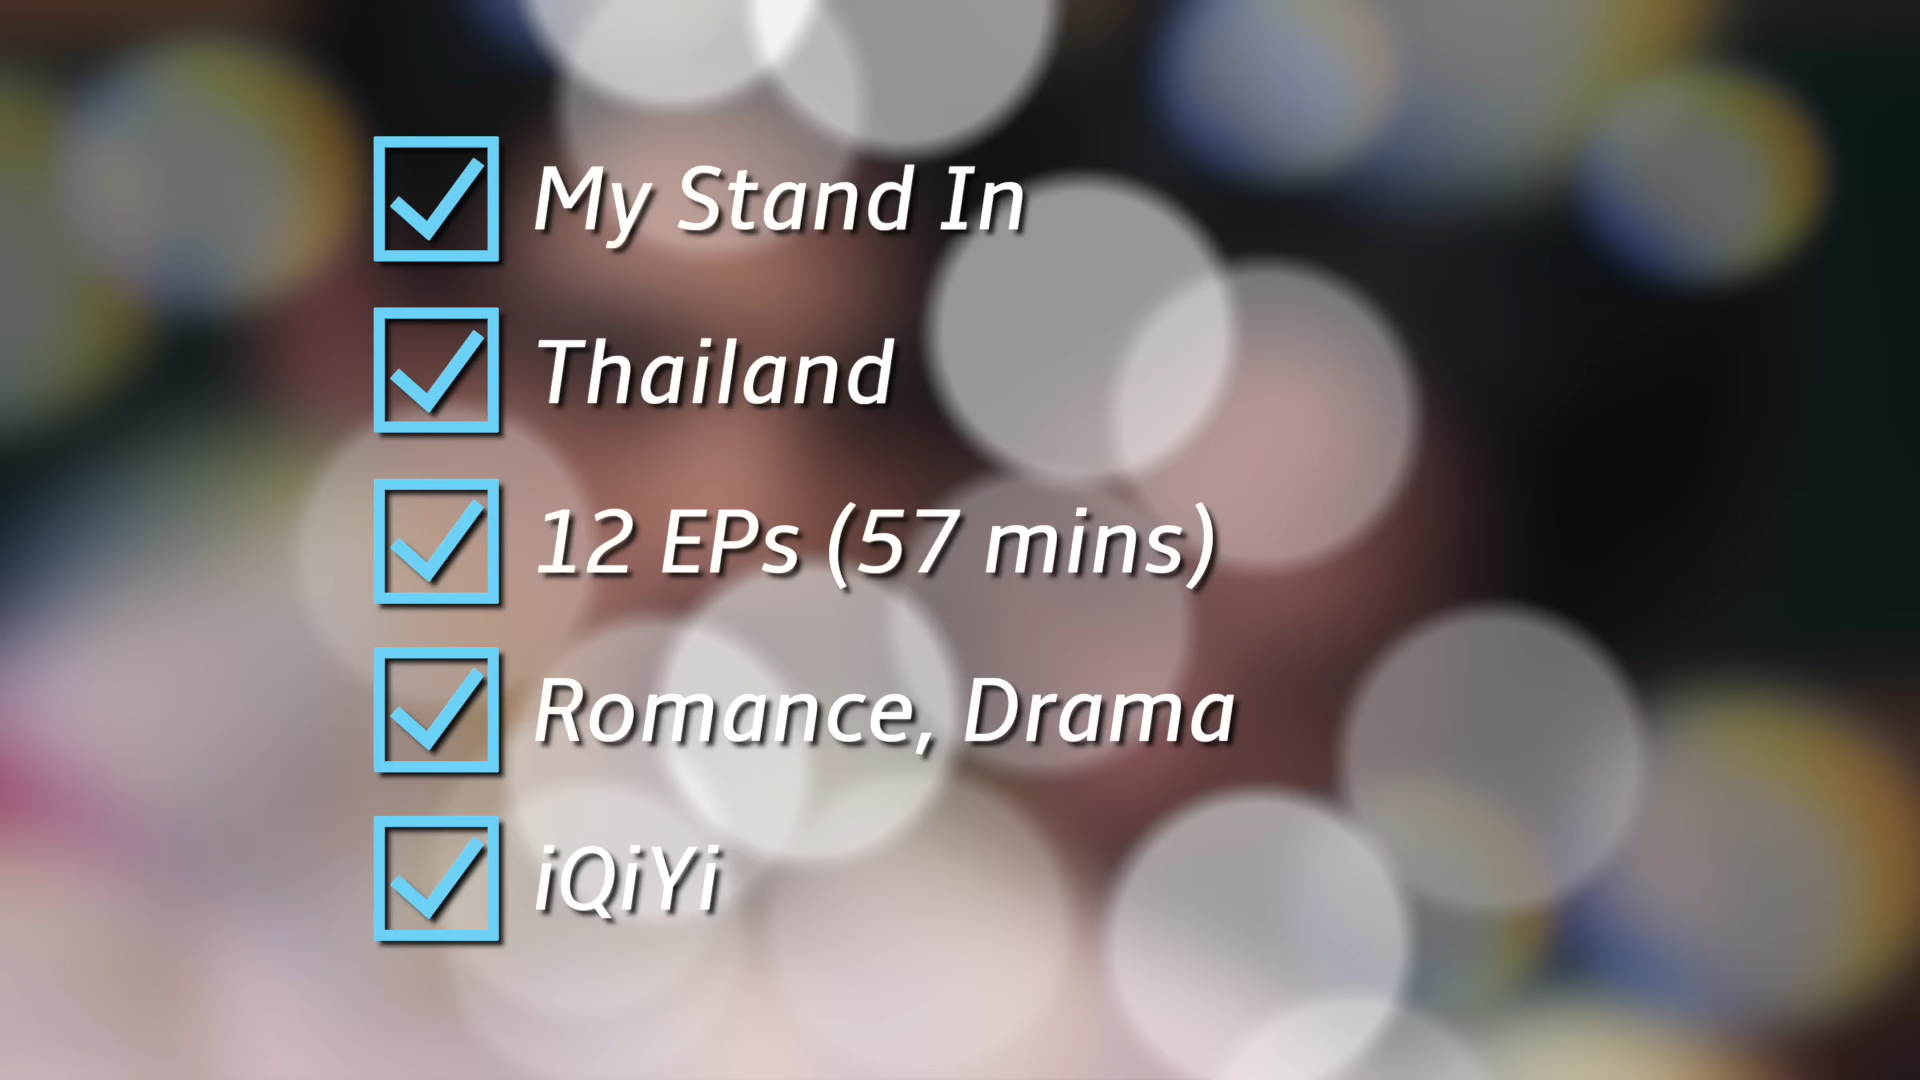 My Stand In
Thailand
12 EPs (57 mins)
Romance, Drama
iQiYi